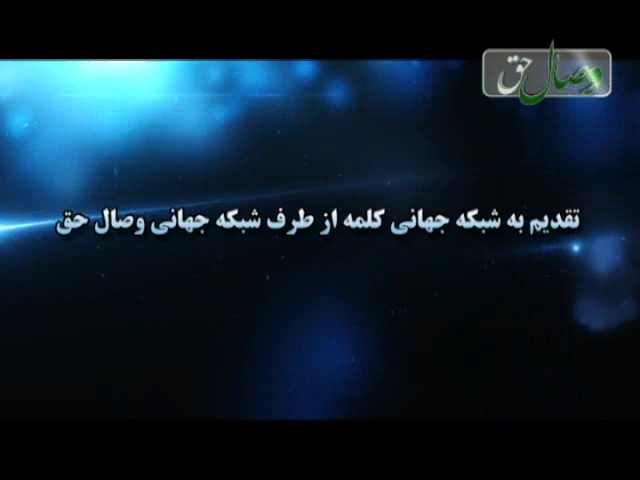 وصال حق
تقدیم به شبکه جهانی کلمه از طرف شبکه جهانی وصال حق